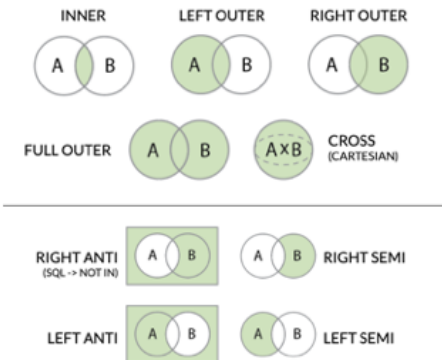 INNER
LEFT OUTER
RIGHT OUTER
A B
A B
A B
FULL OUTER
A B
A x B
CROSS
(CARTESIAN)
RIGHT ANTI
(SQL -> NOT IN)
A B
A B
RIGHT SEMI
LEFT ANTI
A B
A B
LEFT SEMI